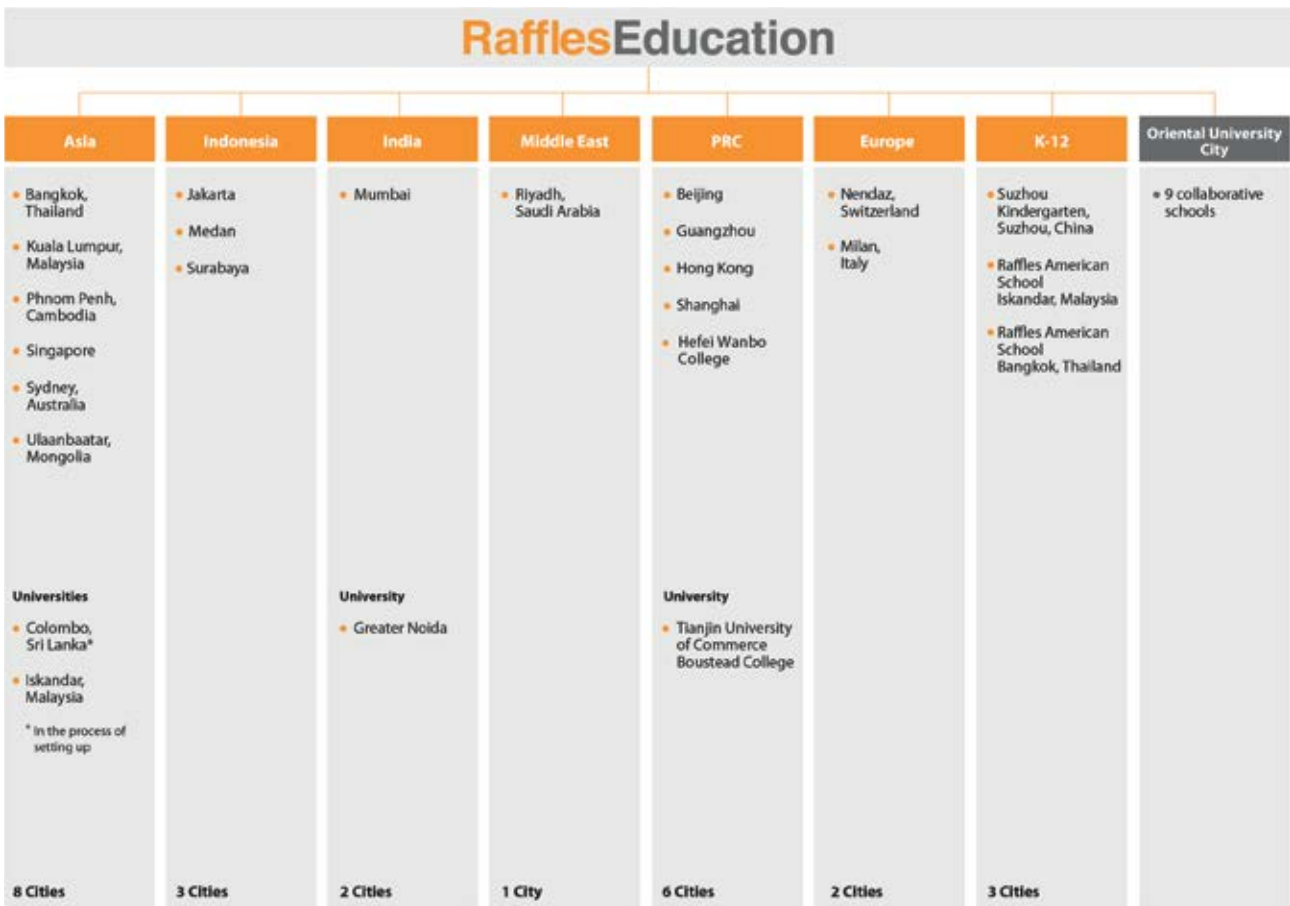 RafflesEducation
Asia
Indonesia
India
Middle East
PRC
Europe
K-12
Oriental University
City
• Bangkok,
Thailand
• Kuala Lumpur,
Malaysia
• Phnom Penh,
Cambodia
• Singapore
• Sydney,
Australia
• Ulaanbaatar,
Mongolia
Universities
• Colombo,
Sri Lanka*
• Iskandar,
Malaysia
* In the process of
setting up
8 Cities
• Jakarta
• Medan
• Surabaya
3 Cities
• Mumbai
University
• Greater Noida
2 Cities
• Riyadh,
Saudi Arabia
1 City
• Beijing
• Guangzhou
• Hong Kong
• Shanghai
• Hefei Wanbo
College
University
• Tianjin University
of Commerce
Boustead College
6 Cities
• Nendaz,
Switzerland
• Milan,
Italy
2 Cities
• Suzhou
Kindergarten,
Suzhou, China
• Raffles American
School
Iskandar, Malaysia
• Raffles American
School
Bangkok, Thailand
3 Cities
• 9 collaborative
schools